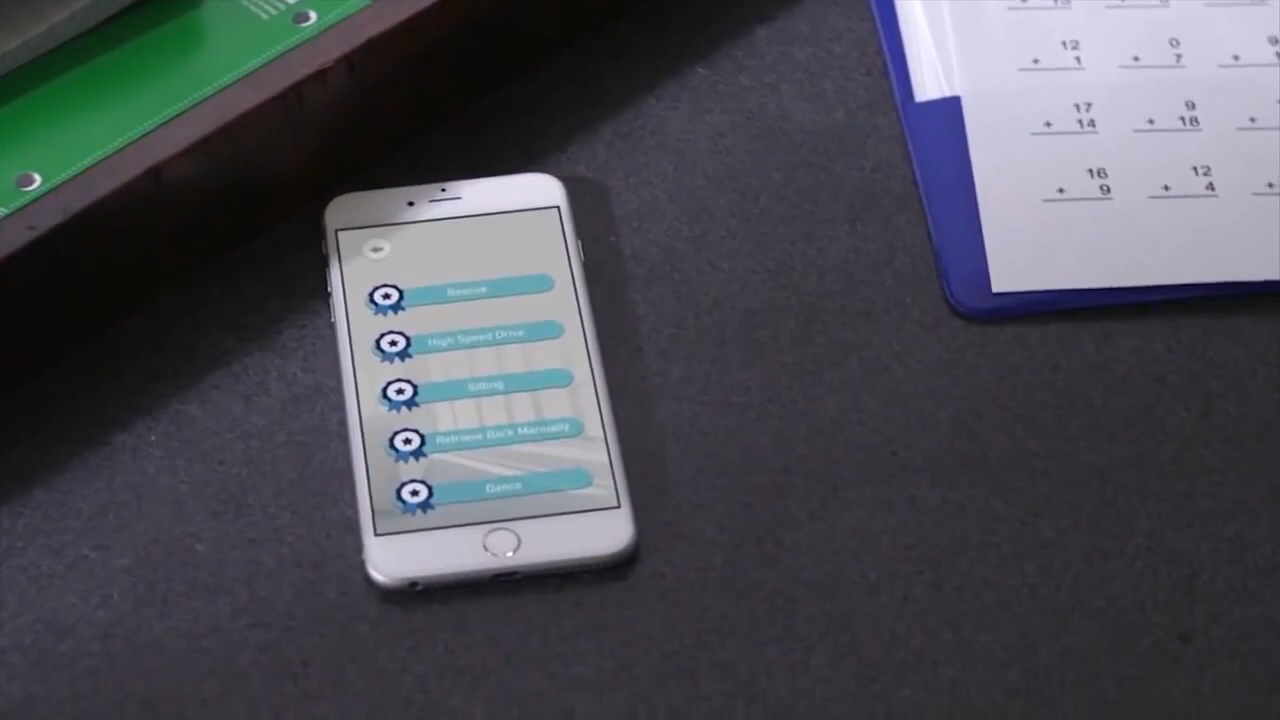 Rescue
High Speed Drive
Sitting
Retrieve Back Manually
Dance
12 0
+ 1 + 7 +
17 9
+ 14 + 18 +
16 12
+ 9 + 4 +